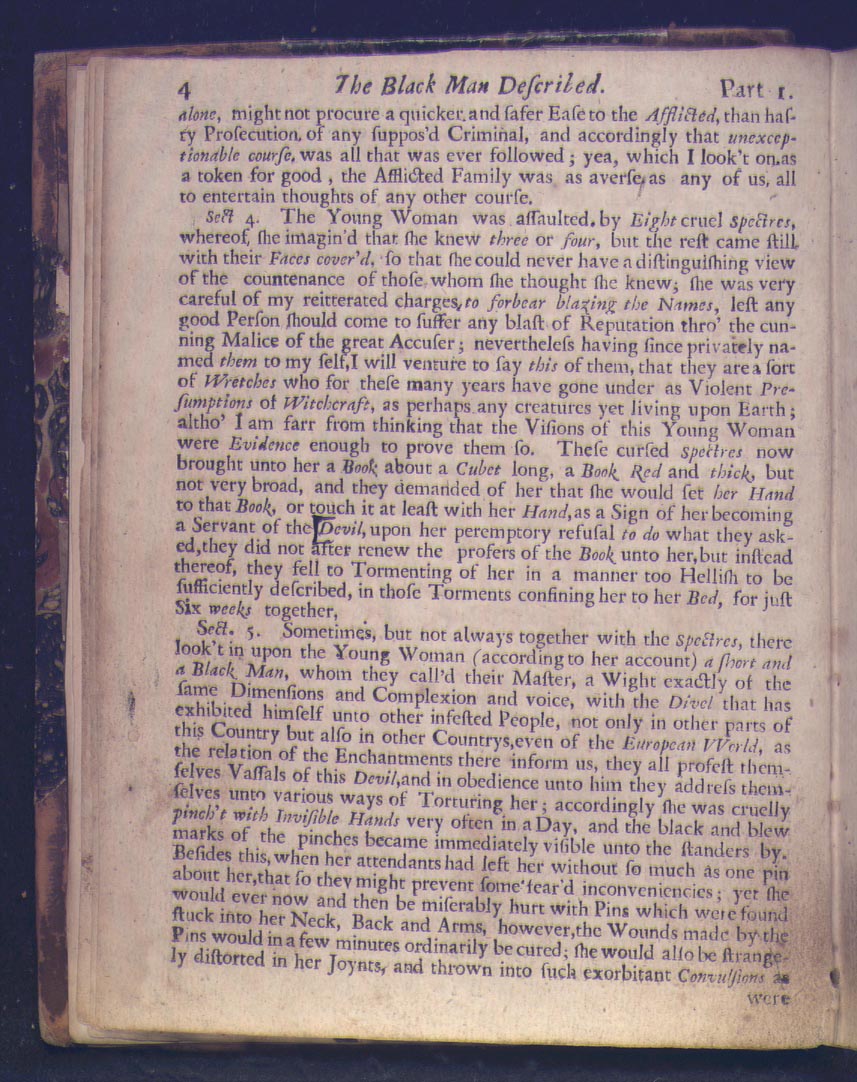 4 The Black Man Deſcribed. Part 1.
alone, might not procure a quicker and ſafer Eaſe to the Afflicted, than haſ-
ty Proſecution, of any ſuppos'd Criminal, and accordingly that unexcep-
tionable courſe, was all that was ever followed; yea, which I look't on as
a token for good, the Afflicted Family was as averſe as any of us, all
to entertain thoughts of any other courſe.
Sect 4. The Young Woman was aſſaulted by Eight cruel Spectres,
whereof, ſhe imagin'd that ſhe knew three or four, but the reſt came ſtill
with their Faces cover'd, ſo that ſhe could never have a diſtinguiſhing view
of the countenance of thoſe whom ſhe thought ſhe knew; ſhe was very
careful of my reitterated charges, to forbear blazing the Names, leſt any
good Perſon ſhould come to ſuffer any blaſt of Reputation thro' the cun-
ning Malice of the great Accuſer; nevertheleſs having ſince privately na-
med them to my ſelf, I will venture to ſay this of them, that they are a ſort
of Wretches who for theſe many years have gone under as Violent Pre-
ſumptions of Witchcraft, as perhaps any creatures yet living upon Earth;
altho' I am farr from thinking that the Viſions of this Young Woman
were Evidence enough to prove them ſo. Theſe curſed Spectres now
brought unto her a Book about a Cubet long, a Book Red and thick, but
not very broad, and they demanded of her that ſhe would ſet her Hand
to that Book, or touch it at leaſt with her Hand, as a Sign of her becoming
a Servant of the Devil, upon her peremptory refuſal to do what they ask-
ed, they did not after renew the profers of the Book unto her, but inſtead
thereof, they fell to Tormenting of her in a manner too Helliſh to be
ſufficiently deſcribed, in thoſe Torments confining her to her Bed, for juſt
Six weeks together,
Sect. 5. Sometimes, but not always together with the Spectres, there
look't in upon the Young Woman (according to her account) a ſhort and
a Black Man, whom they call'd their Maſter, a Wight exactly of the
ſame Dimenſions and Complexion and voice, with the Divel that has
exhibited himſelf unto other infeſted People, not only in other parts of
this Country but alſo in other Countrys, even of the European VVorld, as
the relation of the Enchantments there inform us, they all profeſt them-
ſelves Vaſſals of this Devil, and in obedience unto him they addreſs them-
ſelves unto various ways of Torturing her; accordingly ſhe was cruelly
pinch't with Inviſible Hands very often in a Day, and the black and blew
marks of the pinches became immediately viſible unto the ſtanders by.
Beſides this, when her attendants had left her without ſo much as one pin
about her, that ſo they might prevent ſome fear'd inconveniencies; yet ſhe
would ever now and then be miſerably hurt with Pins which were found
ſtuck into her Neck, Back and Arms, however, the Wounds made by the
Pins would in a few minutes ordinarily be cured; ſhe would alſo be ſtrange-
ly diſtorted in her Joynts, and thrown into ſuch exorbitant Convulſions as
were